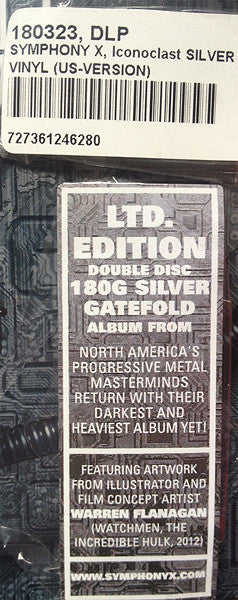 180323, DLP
SYMPHONY X, Iconoclast SILVER
VINYL (US-VERSION)
727361246280
LTD.
EDITION
DOUBLE DISC
180G SILVER
GATEFOLD
ALBUM FROM
NORTH AMERICA'S
PROGRESSIVE METAL
MASTERMINDS
RETURN WITH THEIR
DARKEST AND
HEAVIEST ALBUM YET!
FEATURING ARTWORK
FROM ILLUSTRATOR AND
FILM CONCEPT ARTIST
WARREN FLANAGAN
(WATCHMEN, THE
INCREDIBLE HULK, 2012)
WWW.SYMPHONYX.COM